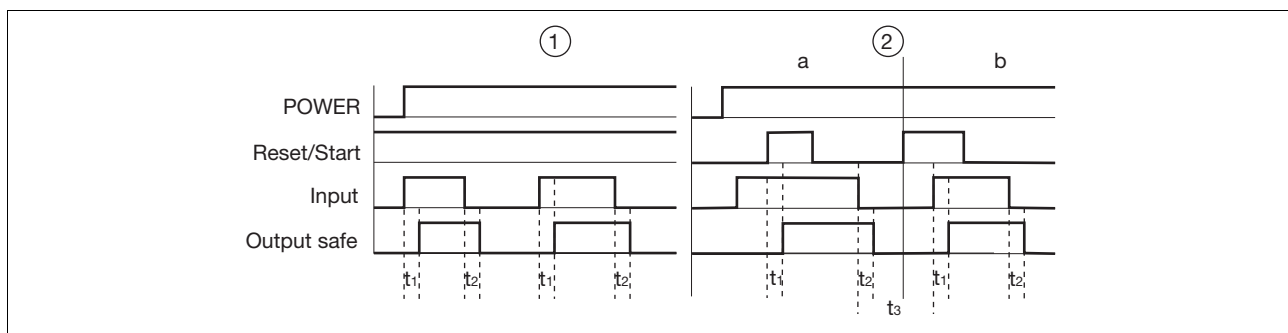 1 2
a b
POWER
Reset/Start
Input
Output safe
t1 t2 t1 t2 t1 t2 t1 t2
t3